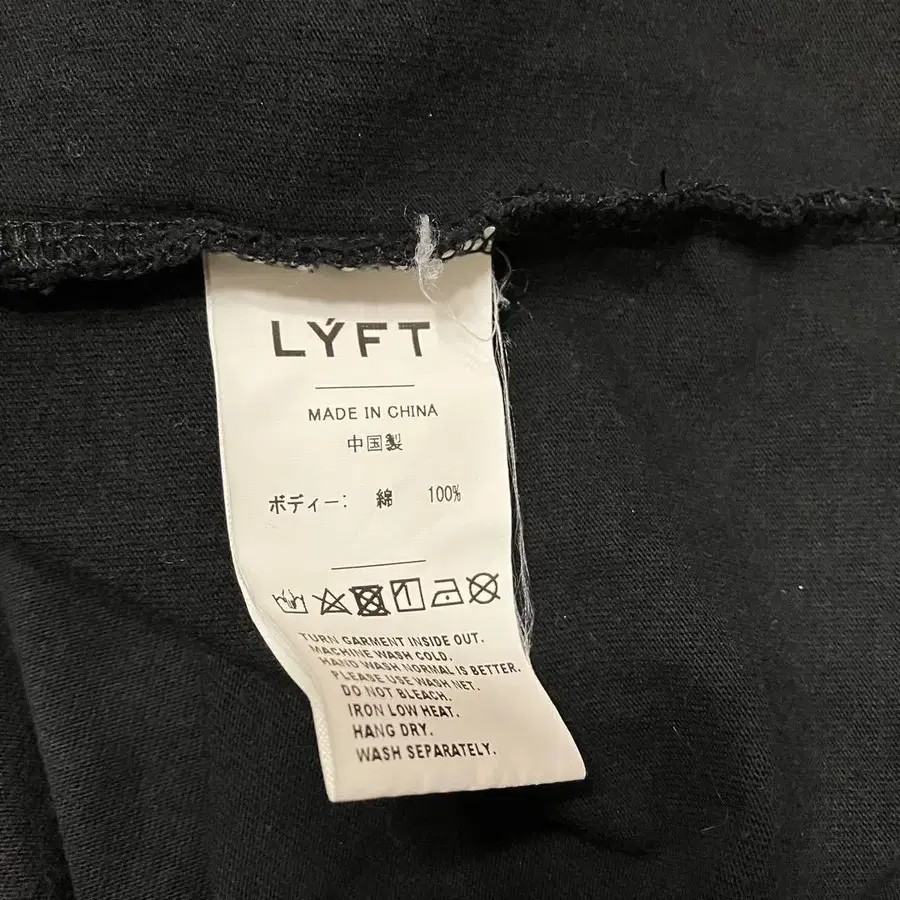 LÝFT
MADE IN CHINA
中国製
ボディー: 綿 100%
TURN GARMENT INSIDE OUT.
MACHINE WASH COLD.
HAND WASH NORMAL IS BETTER.
PLEASE USE WASH NET.
DO NOT BLEACH.
IRON LOW HEAT.
HANG DRY.
WASH SEPARATELY.